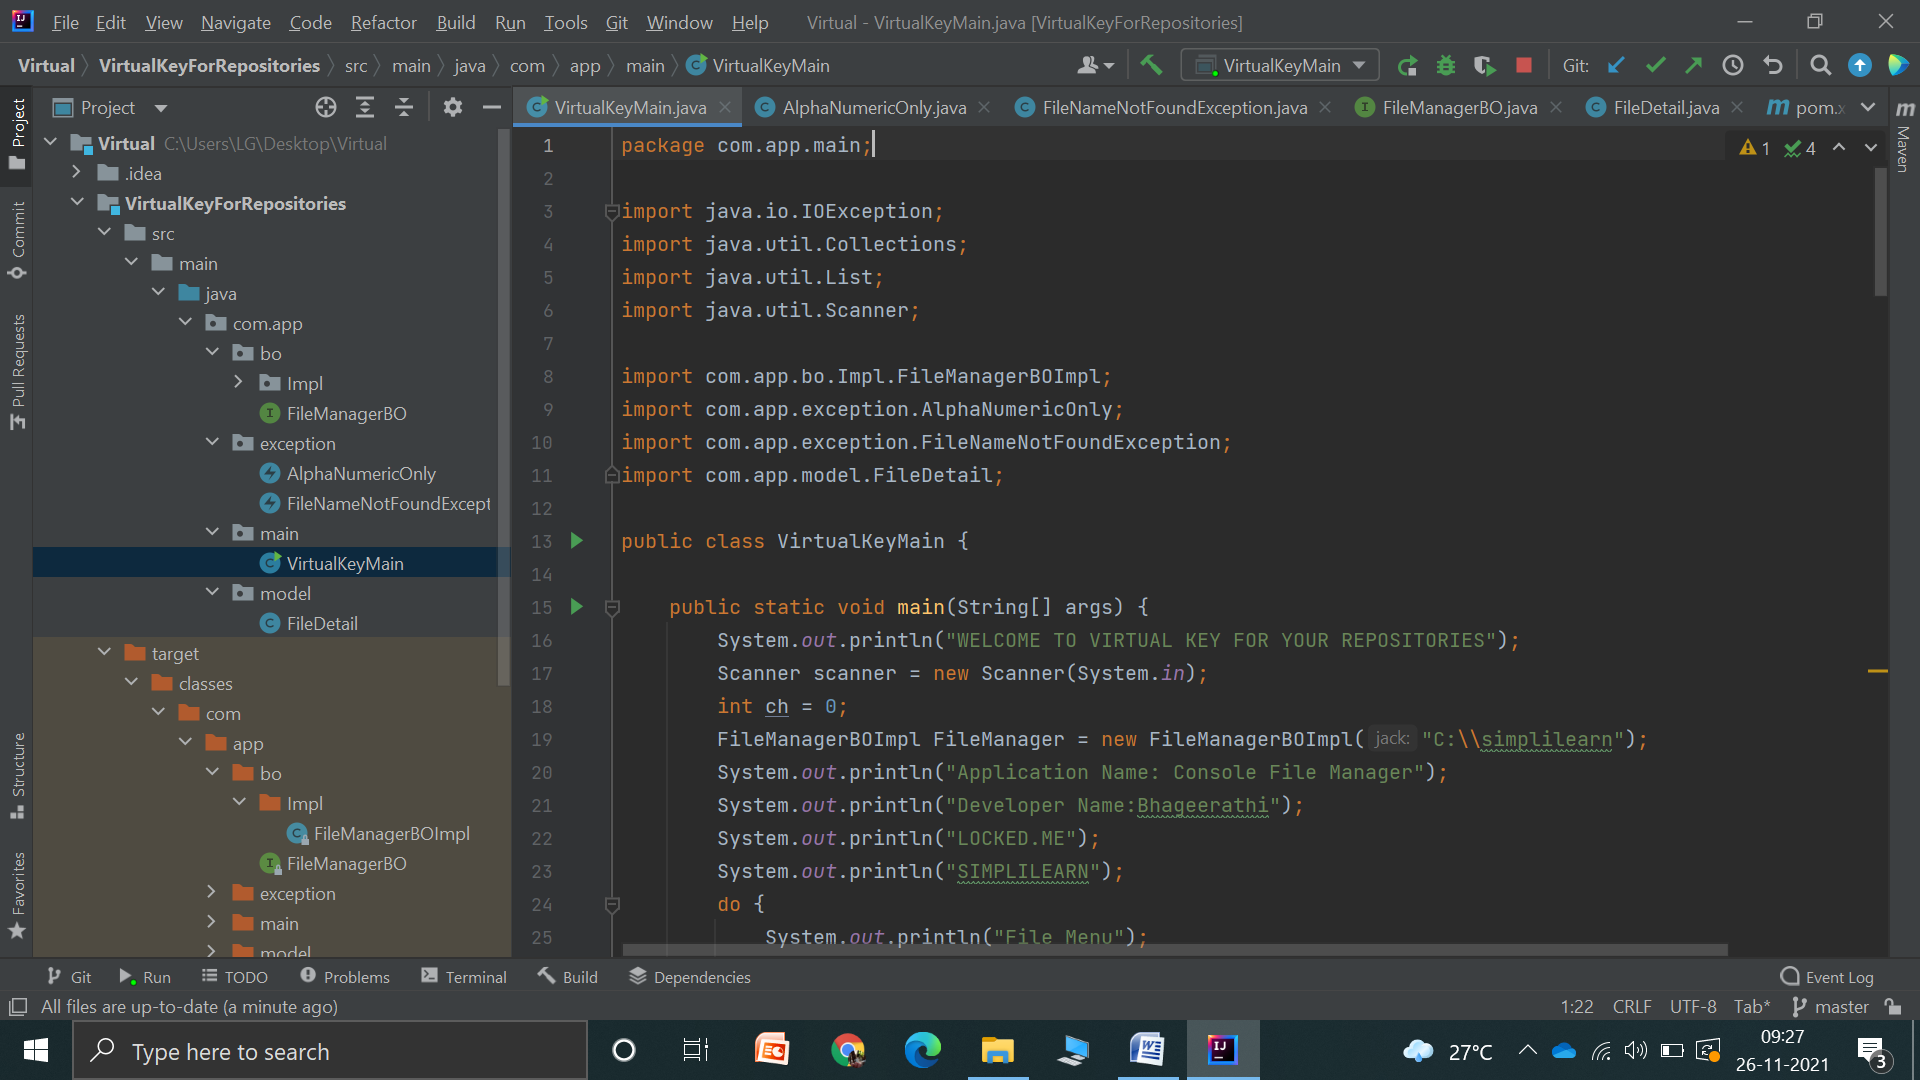 File Edit View Navigate Code Refactor Build Run Tools Git Window Help Virtual - VirtualKeyMain.java [VirtualKeyForRepositories]
Virtual VirtualKeyForRepositories src main java com app main VirtualKeyMain VirtualKeyMain Git:
Project
VirtualKeyMain.java AlphaNumericOnly.java FileNameNotFoundException.java FileManagerBO.java FileDetail.java pom.x
Project
Commit
Pull Requests
Structure
Favorites
Virtual C:\Users\LG\Desktop\Virtual
.idea
VirtualKeyForRepositories
src
main
java
com.app
bo
Impl
FileManagerBO
exception
AlphaNumericOnly
FileNameNotFoundExcept
main
VirtualKeyMain
model
FileDetail
target
classes
com
app
bo
Impl
FileManagerBOImpl
FileManagerBO
exception
main
model
1 package com.app.main;
2
3 import java.io.IOException;
4 import java.util.Collections;
5 import java.util.List;
6 import java.util.Scanner;
7
8 import com.app.bo.Impl.FileManagerBOImpl;
9 import com.app.exception.AlphaNumericOnly;
10 import com.app.exception.FileNameNotFoundException;
11 import com.app.model.FileDetail;
12
13 public class VirtualKeyMain {
14
15 public static void main(String[] args) {
16 System.out.println("WELCOME TO VIRTUAL KEY FOR YOUR REPOSITORIES");
17 Scanner scanner = new Scanner(System.in);
18 int ch = 0;
19 FileManagerBOImpl FileManager = new FileManagerBOImpl( jack: "C:\\simplilearn");
20 System.out.println("Application Name: Console File Manager");
21 System.out.println("Developer Name:Bhageerathi");
22 System.out.println("LOCKED.ME");
23 System.out.println("SIMPLILEARN");
24 do {
25 System.out.println("File Menu");
1 4
m
Maven
Git Run TODO Problems Terminal Build Dependencies Event Log
All files are up-to-date (a minute ago) 1:22 CRLF UTF-8 Tab* master
Type here to search
27°C
09:27
26-11-2021
3